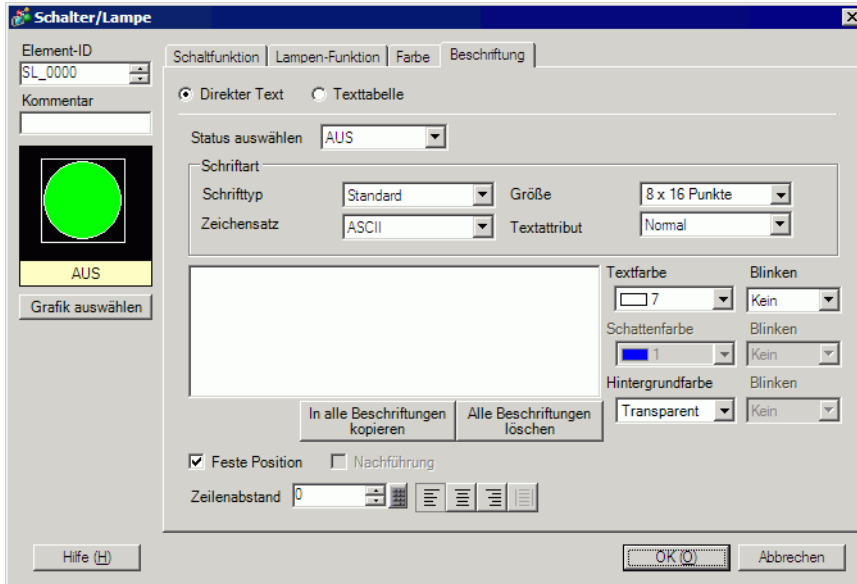 Schalter/Lampe
Element-ID
SL_0000
Kommentar
AUS
Grafik auswählen
Schaltfunktion
Lampen-Funktion
Farbe
Beschriftung
Direkter Text
Texttabelle
Status auswählen
AUS
Schriftart
Schrifttyp
Standard
Größe
8 x 16 Punkte
Zeichensatz
ASCII
Textattribut
Normal
Textfarbe
Blinken
7
Kein
Schattenfarbe
Blinken
1
Kein
Hintergrundfarbe
Blinken
Transparent
Kein
In alle Beschriftungen
kopieren
Alle Beschriftungen
löschen
Feste Position
Nachführung
Zeilenabstand
0
Hilfe (H)
OK (O)
Abbrechen